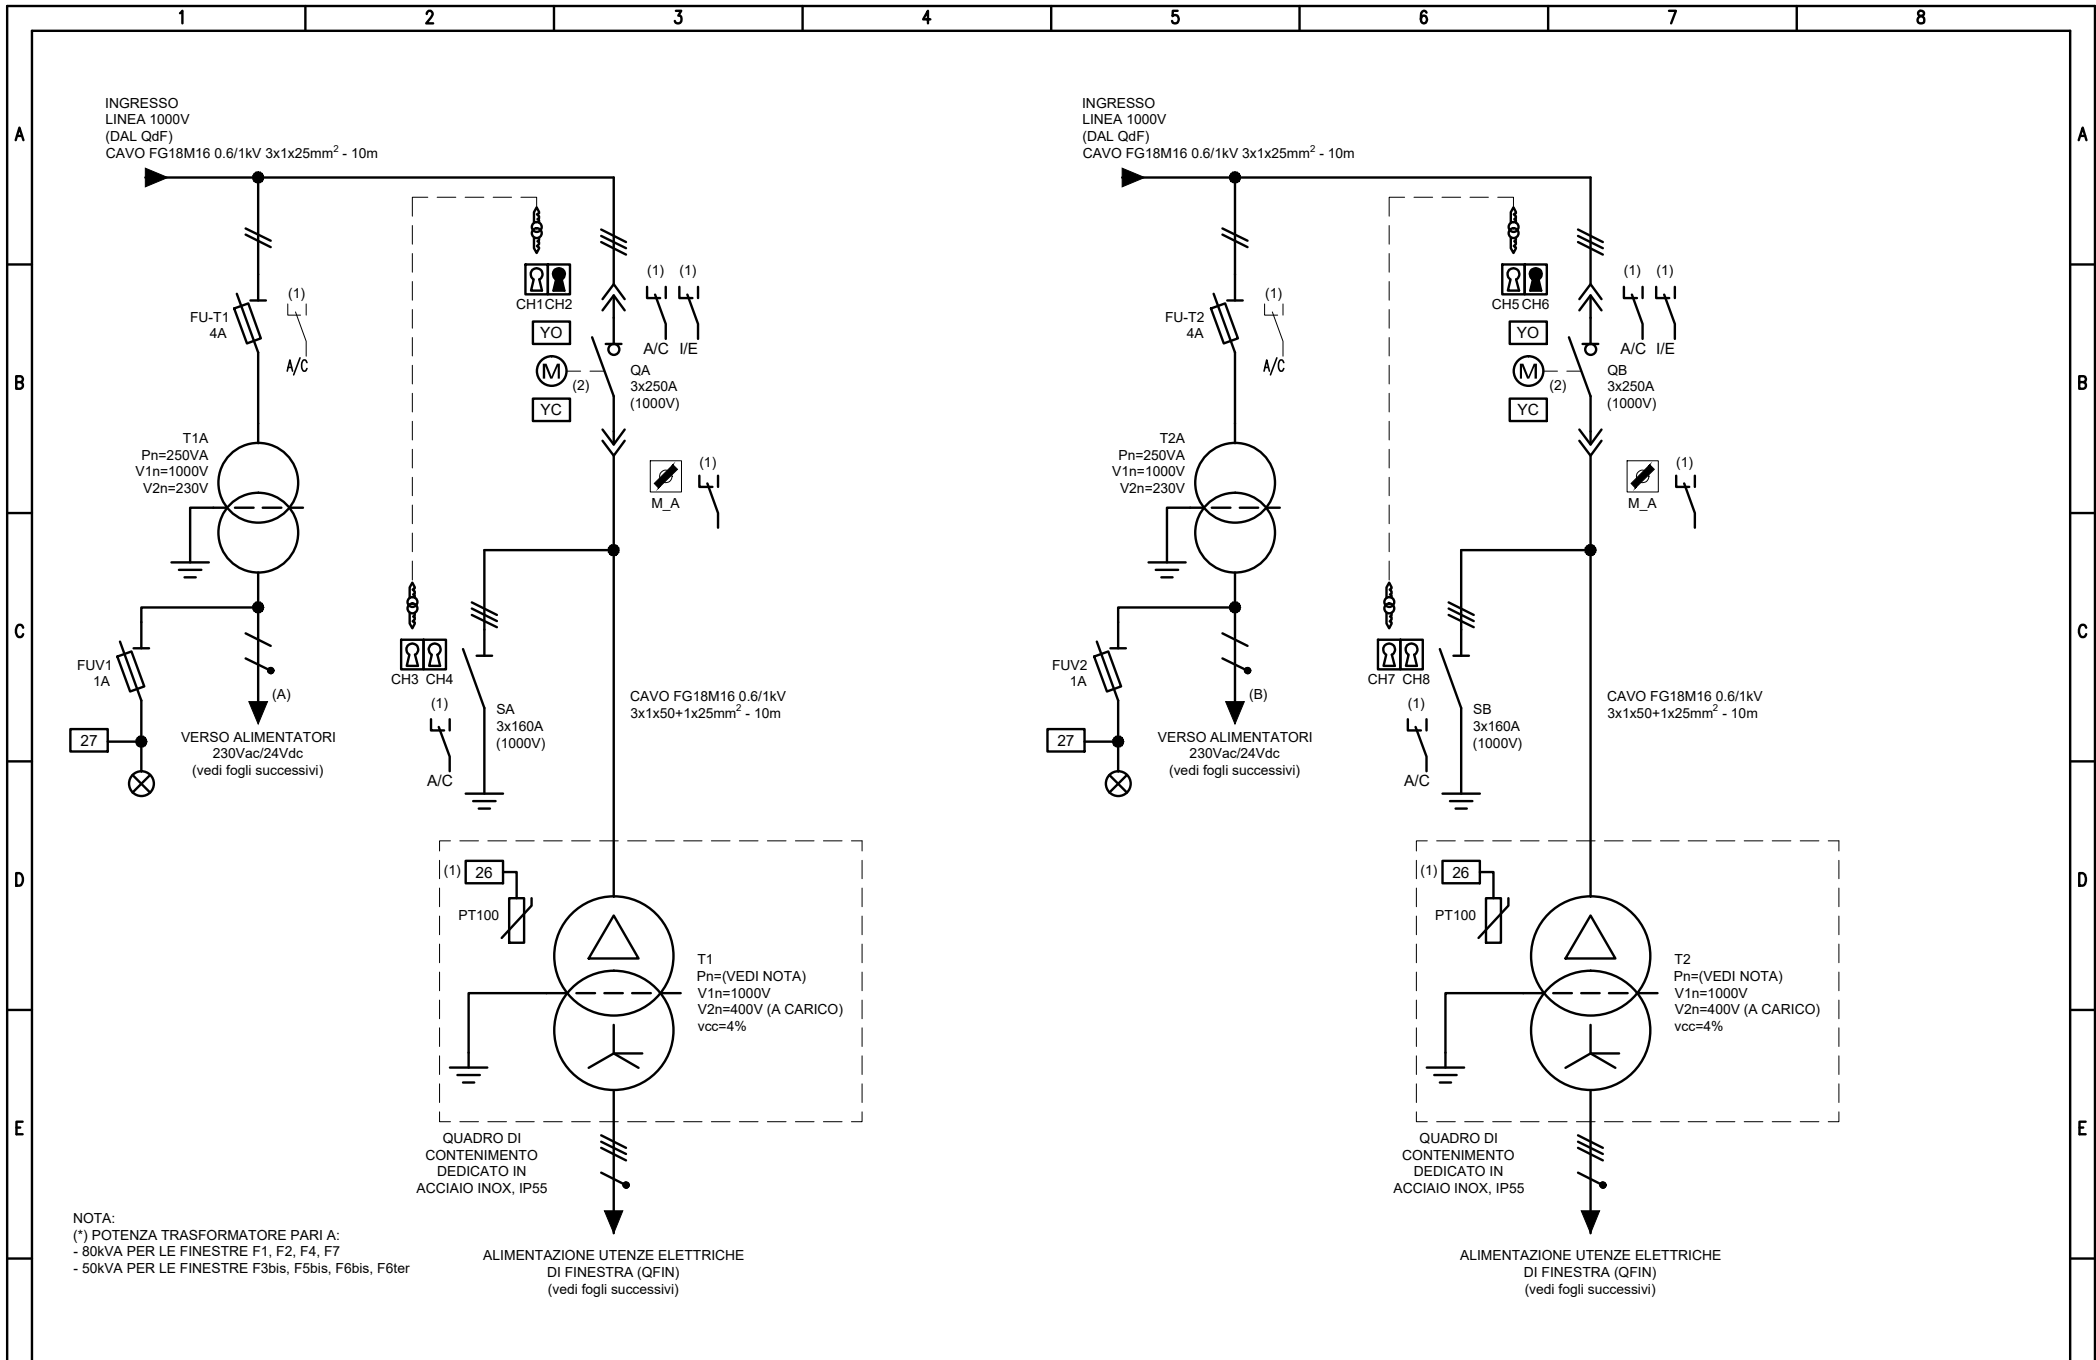 1 2 3 4 5 6 7 8
A
B
C
D
E
INGRESSO
LINEA 1000V
(DAL QdF)
CAVO FG18M16 0.6/1kV 3x1x25mm² - 10m
FU-T1
4A
(1)
A/C
T1A
Pn=250VA
V1n=1000V
V2n=230V
FUV1
1A
27
(A)
VERSO ALIMENTATORI
230Vac/24Vdc
(vedi fogli successivi)
CH1 CH2
YO
M
(2)
YC
(1) (1)
A/C I/E
QA
3x250A
(1000V)
M_A
(1)
CH3 CH4
(1)
A/C
SA
3x160A
(1000V)
CAVO FG18M16 0.6/1kV
3x1x50+1x25mm² - 10m
(1) 26
PT100
T1
Pn=(VEDI NOTA)
V1n=1000V
V2n=400V (A CARICO)
vcc=4%
QUADRO DI
CONTENIMENTO
DEDICATO IN
ACCIAIO INOX, IP55
ALIMENTAZIONE UTENZE ELETTRICHE
DI FINESTRA (QFIN)
(vedi fogli successivi)
NOTA:
(*) POTENZA TRASFORMATORE PARI A:
- 80kVA PER LE FINESTRE F1, F2, F4, F7
- 50kVA PER LE FINESTRE F3bis, F5bis, F6bis, F6ter
INGRESSO
LINEA 1000V
(DAL QdF)
CAVO FG18M16 0.6/1kV 3x1x25mm² - 10m
FU-T2
4A
(1)
A/C
T2A
Pn=250VA
V1n=1000V
V2n=230V
FUV2
1A
27
(B)
VERSO ALIMENTATORI
230Vac/24Vdc
(vedi fogli successivi)
CH5 CH6
YO
M
(2)
YC
(1) (1)
A/C I/E
QB
3x250A
(1000V)
M_A
(1)
CH7 CH8
(1)
A/C
SB
3x160A
(1000V)
CAVO FG18M16 0.6/1kV
3x1x50+1x25mm² - 10m
(1) 26
PT100
T2
Pn=(VEDI NOTA)
V1n=1000V
V2n=400V (A CARICO)
vcc=4%
QUADRO DI
CONTENIMENTO
DEDICATO IN
ACCIAIO INOX, IP55
ALIMENTAZIONE UTENZE ELETTRICHE
DI FINESTRA (QFIN)
(vedi fogli successivi)
A
B
C
D
E